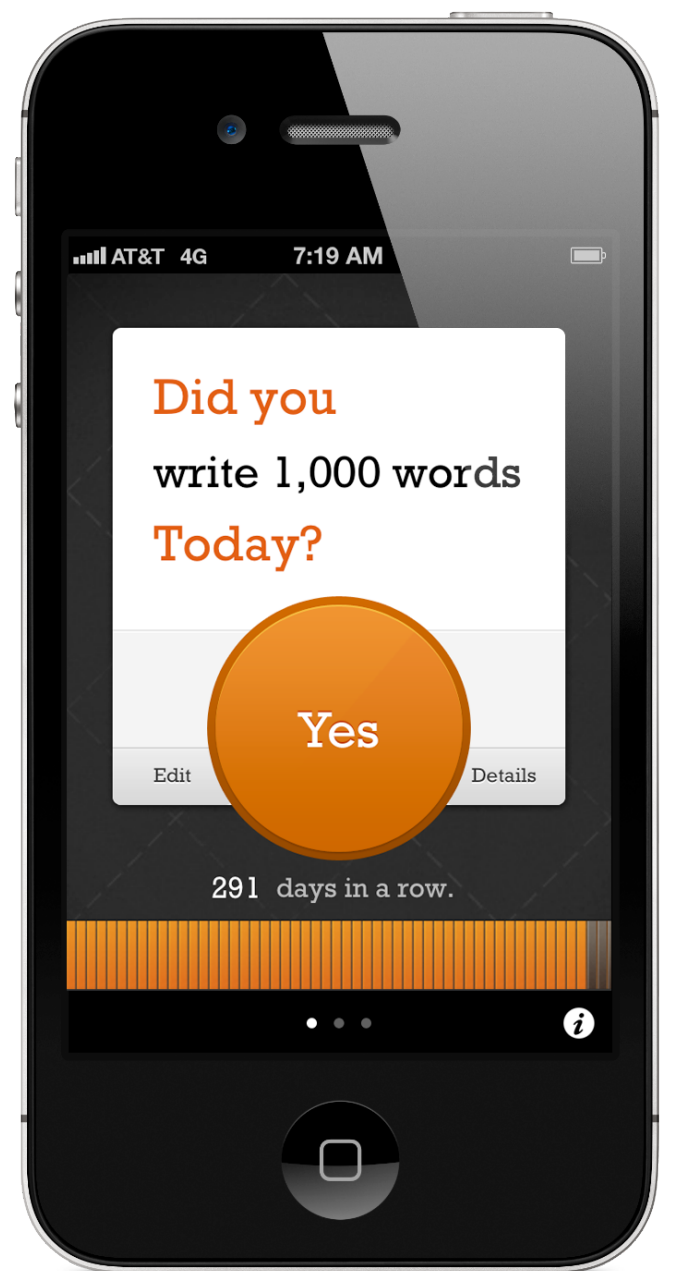 AT&T 4G 7:19 AM
Did you
write 1,000 words
Today?
Yes
Edit Details
291 days in a row.
i